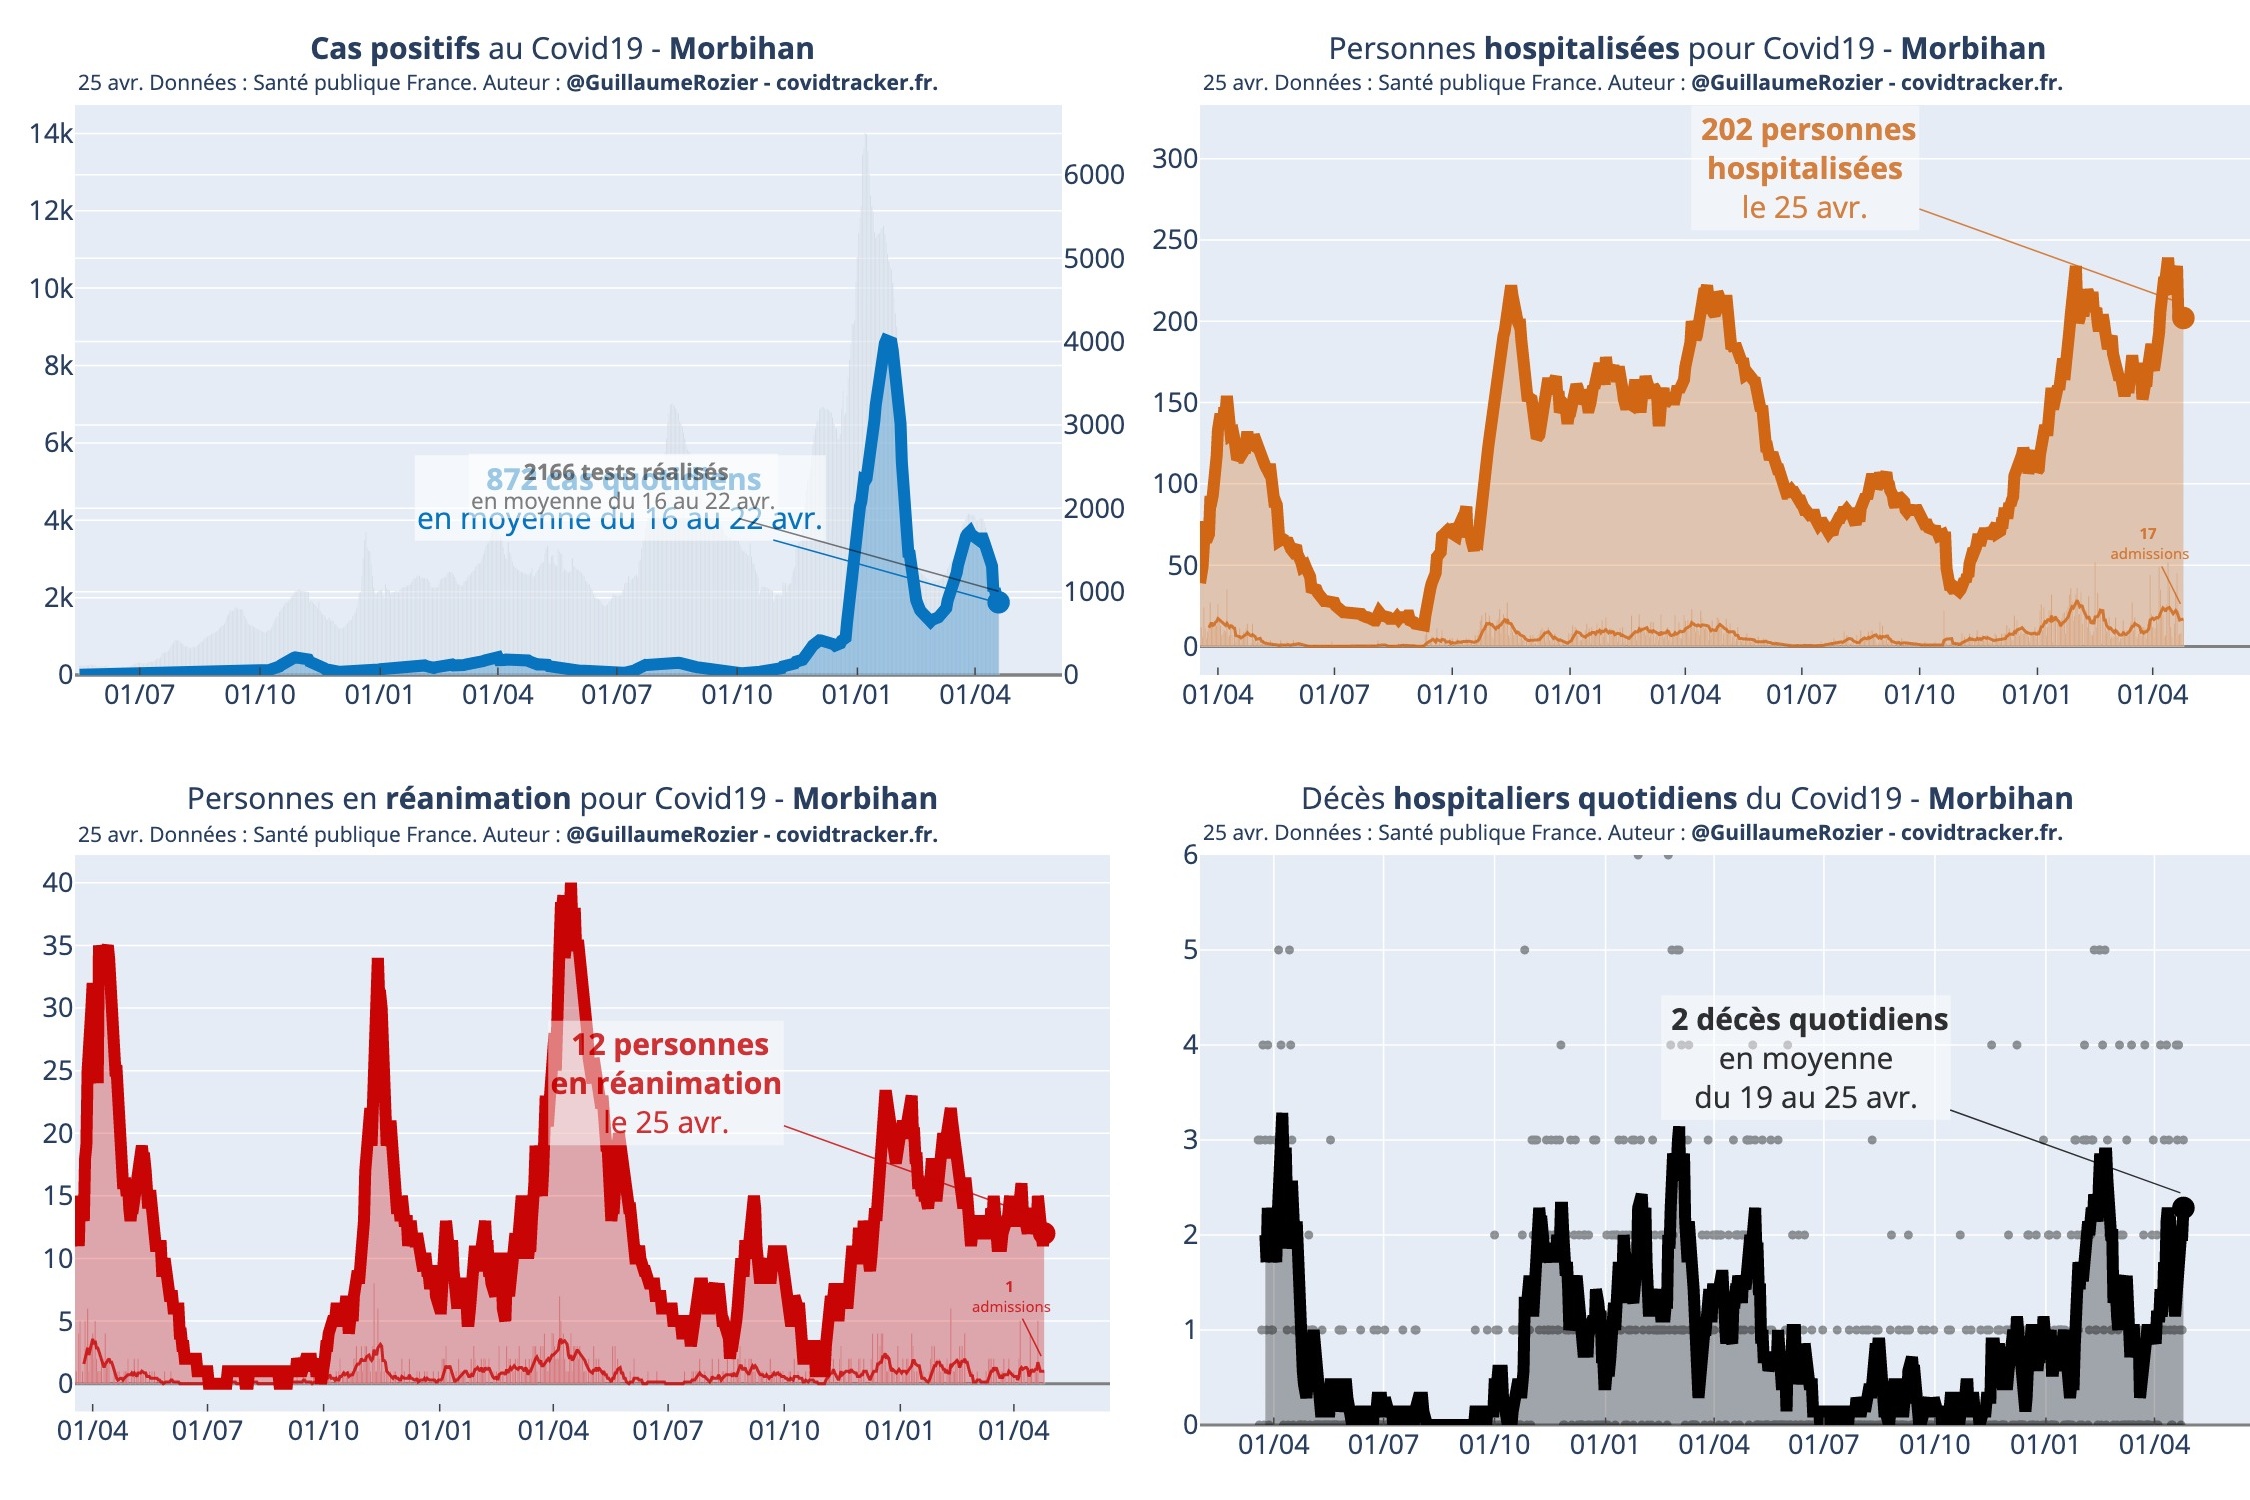 Cas positifs au Covid19 - Morbihan
25 avr. Données : Santé publique France. Auteur : @GuillaumeRozier - covidtracker.fr.
14k
12k
10k
8k
6k
4k
2k
0
6000
5000
4000
3000
2000
1000
0
2166 tests réalisés
872 cas quotidiens
en moyenne du 16 au 22 avr.
en moyenne du 16 au 22 avr.
01/07 01/10 01/01 01/04 01/07 01/10 01/01 01/04
Personnes hospitalisées pour Covid19 - Morbihan
25 avr. Données : Santé publique France. Auteur : @GuillaumeRozier - covidtracker.fr.
300
250
200
150
100
50
0
202 personnes
hospitalisées
le 25 avr.
17
admissions
01/04 01/07 01/10 01/01 01/04 01/07 01/10 01/01 01/04
Personnes en réanimation pour Covid19 - Morbihan
25 avr. Données : Santé publique France. Auteur : @GuillaumeRozier - covidtracker.fr.
40
35
30
25
20
15
10
5
0
12 personnes
en réanimation
le 25 avr.
1
admissions
01/04 01/07 01/10 01/01 01/04 01/07 01/10 01/01 01/04
Décès hospitaliers quotidiens du Covid19 - Morbihan
25 avr. Données : Santé publique France. Auteur : @GuillaumeRozier - covidtracker.fr.
6
5
4
3
2
1
0
2 décès quotidiens
en moyenne
du 19 au 25 avr.
01/04 01/07 01/10 01/01 01/04 01/07 01/10 01/01 01/04